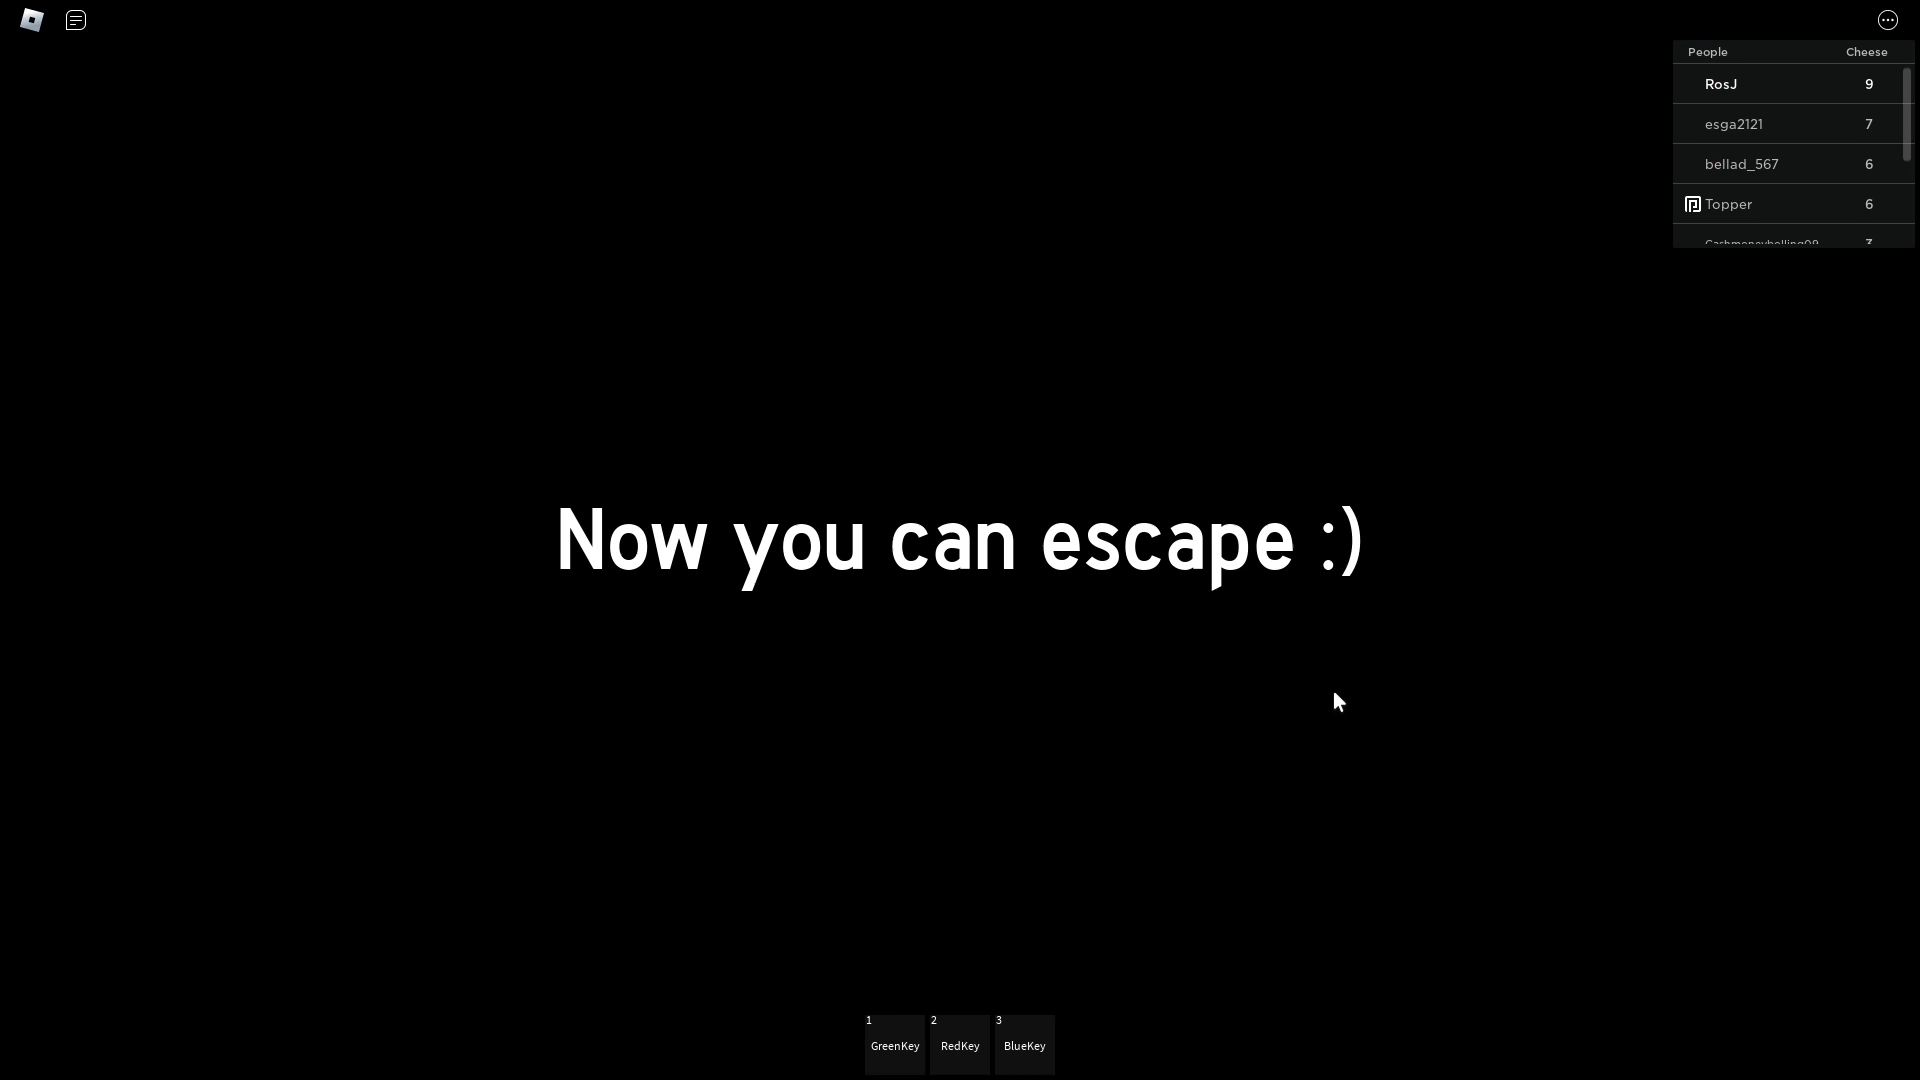 People Cheese
RosJ 9
esga2121 7
bellad_567 6
Topper 6
Now you can escape :)
1 2 3
GreenKey RedKey BlueKey